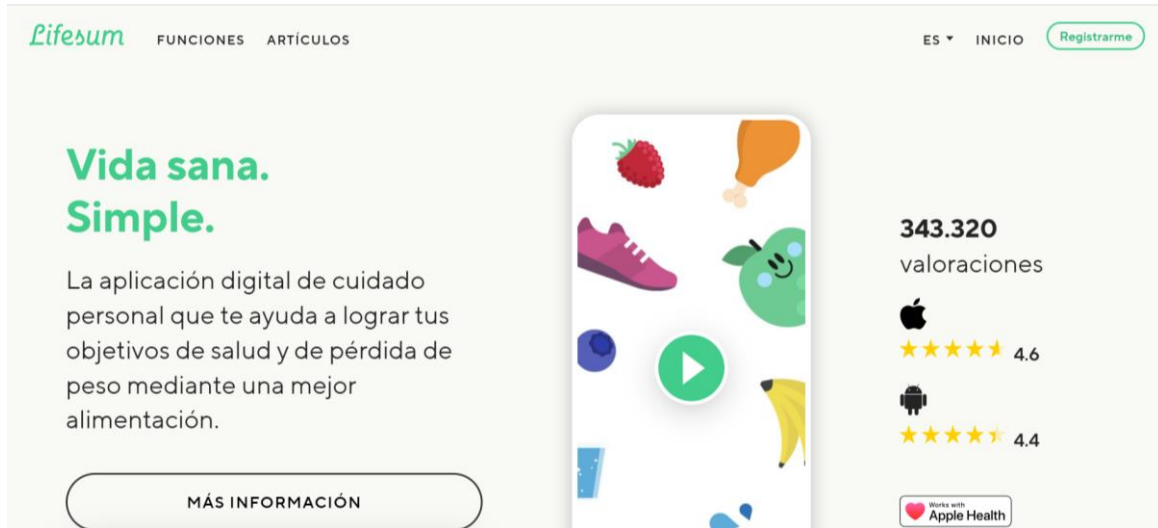 Lifesum
FUNCIONES ARTÍCULOS
ES INICIO Registrarme
Vida sana.
Simple.
La aplicación digital de cuidado
personal que te ayuda a lograr tus
objetivos de salud y de pérdida de
peso mediante una mejor
alimentación.
MÁS INFORMACIÓN
343.320
valoraciones
4.6
4.4
Works with
Apple Health